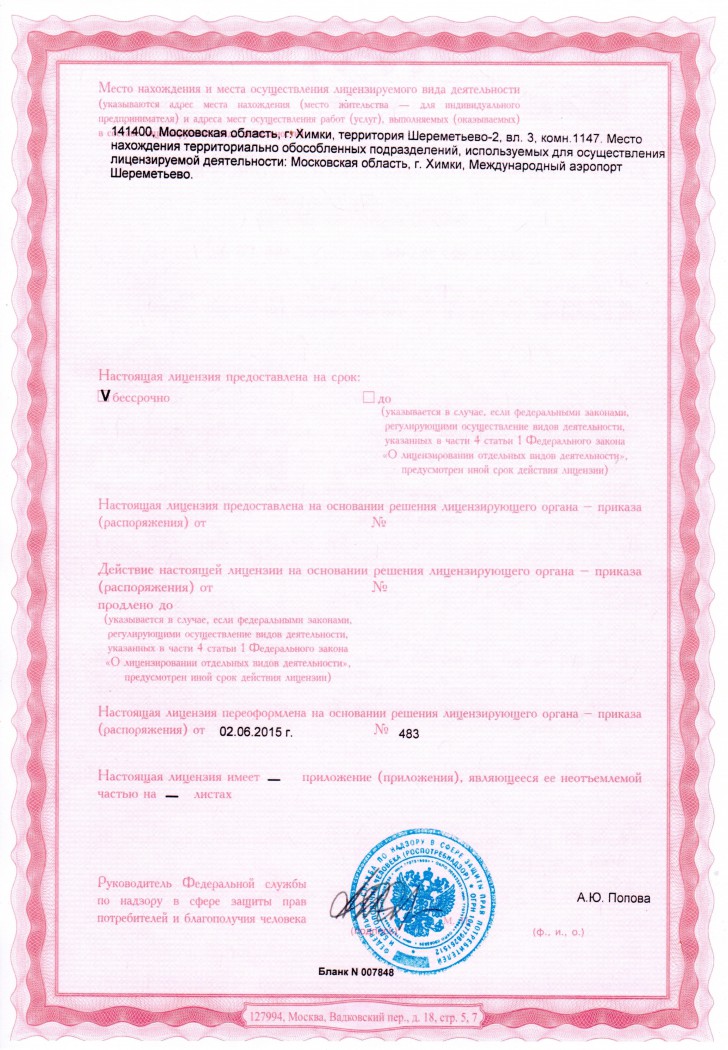 Место нахождения и места осуществления лицензируемого вида деятельности
(указываются адрес места нахождения (место жительства — для индивидуального
предпринимателя) и адреса мест осуществления работ (услуг), выполняемых (оказываемых)
141400, Московская область, г. Химки, территория Шереметьево-2, вл. 3, комн.1147. Место
нахождения территориально обособленных подразделений, используемых для осуществления
лицензируемой деятельности: Московская область, г. Химки, Международный аэропорт
Шереметьево.
Настоящая лицензия предоставлена на срок:
V бессрочно
до
(указывается в случае, если федеральными законами,
регулирующими осуществление видов деятельности,
указанных в части 4 статьи 1 Федерального закона
«О лицензировании отдельных видов деятельности»,
предусмотрен иной срок действия лицензии)
Настоящая лицензия предоставлена на основании решения лицензирующего органа – приказа
(распоряжения) от №
Действие настоящей лицензии на основании решения лицензирующего органа – приказа
(распоряжения) от №
продлено до
(указывается в случае, если федеральными законами,
регулирующими осуществление видов деятельности,
указанных в части 4 статьи 1 Федерального закона
«О лицензировании отдельных видов деятельности»,
предусмотрен иной срок действия лицензии)
Настоящая лицензия переоформлена на основании решения лицензирующего органа – приказа
(распоряжения) от 02.06.2015 г. № 483
Настоящая лицензия имеет — приложение (приложения), являющееся ее неотъемлемой
частью на — листах
Руководитель Федеральной службы
по надзору в сфере защиты прав
потребителей и благополучия человека
А.Ю. Попова
(ф., и., о.)
Бланк N 007848
127994, Москва, Вадковский пер., д. 18, стр. 5, 7